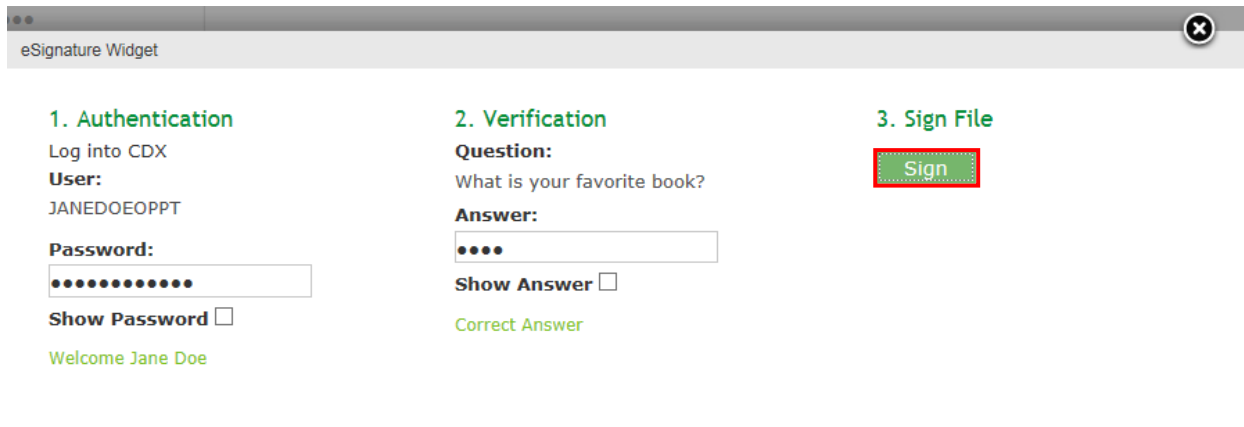 eSignature Widget
1. Authentication
Log into CDX
User:
JANEDOEOPPT
Password:
••••••••••••
Show Password
Welcome Jane Doe
2. Verification
Question:
What is your favorite book?
Answer:
••••
Show Answer
Correct Answer
3. Sign File
Sign